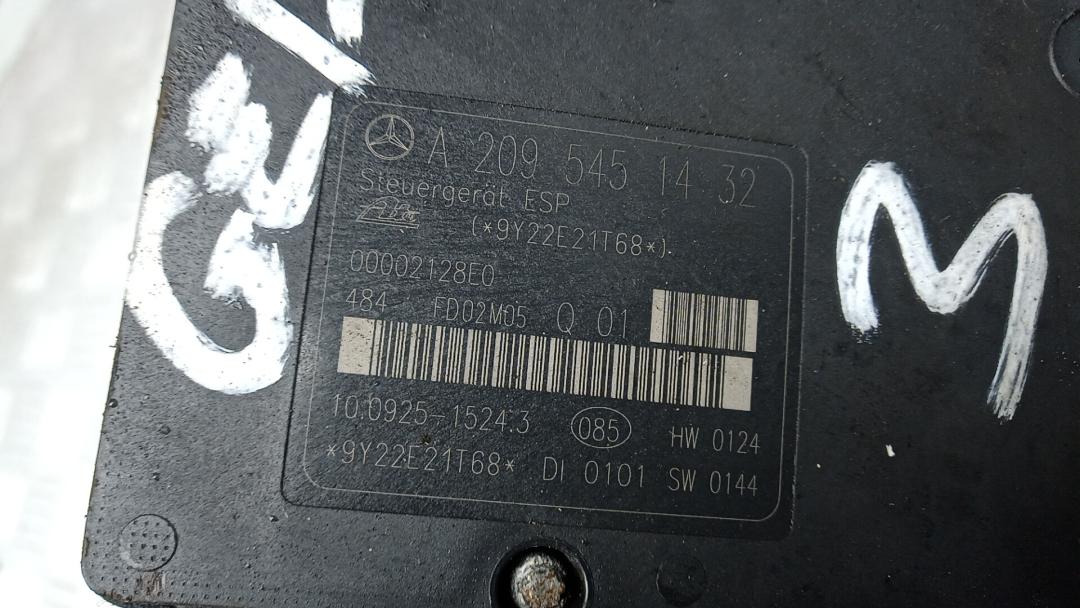 A 209 545 14 32
Steuergerät ESP
(*9Y22E21T68*).
00002128E0
484 FD02M05 Q 01
10.0925-1524.3 085 HW 0124
*9Y22E21T68* DI 0101 SW 0144
M